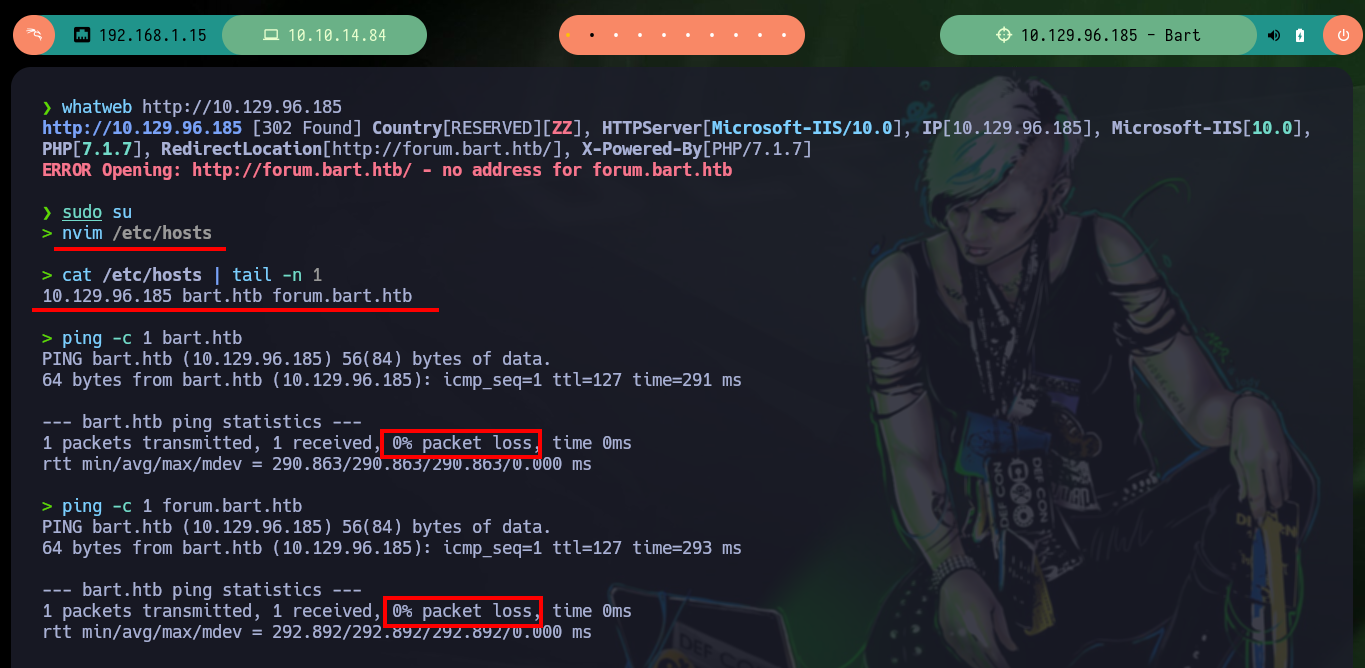 192.168.1.15 10.10.14.84 10.129.96.185 - Bart
❯ whatweb http://10.129.96.185
http://10.129.96.185 [302 Found] Country[RESERVED][ZZ], HTTPServer[Microsoft-IIS/10.0], IP[10.129.96.185], Microsoft-IIS[10.0],
PHP[7.1.7], RedirectLocation[http://forum.bart.htb/], X-Powered-By[PHP/7.1.7]
ERROR Opening: http://forum.bart.htb/ - no address for forum.bart.htb
❯ sudo su
> nvim /etc/hosts
> cat /etc/hosts | tail -n 1
10.129.96.185 bart.htb forum.bart.htb
> ping -c 1 bart.htb
PING bart.htb (10.129.96.185) 56(84) bytes of data.
64 bytes from bart.htb (10.129.96.185): icmp_seq=1 ttl=127 time=291 ms
--- bart.htb ping statistics ---
1 packets transmitted, 1 received, 0% packet loss, time 0ms
rtt min/avg/max/mdev = 290.863/290.863/290.863/0.000 ms
> ping -c 1 forum.bart.htb
PING bart.htb (10.129.96.185) 56(84) bytes of data.
64 bytes from bart.htb (10.129.96.185): icmp_seq=1 ttl=127 time=293 ms
--- bart.htb ping statistics ---
1 packets transmitted, 1 received, 0% packet loss, time 0ms
rtt min/avg/max/mdev = 292.892/292.892/292.892/0.000 ms
DEF CON
DEF CON
DEF CON